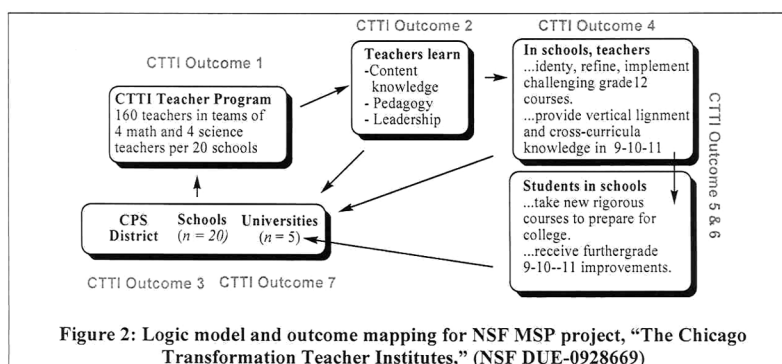 CTTI Outcome 1
CTTI Outcome 2
CTTI Outcome 4
CTTI Teacher Program
160 teachers in teams of
4 math and 4 science
teachers per 20 schools
Teachers learn
-Content
knowledge
- Pedagogy
- Leadership
In schools, teachers
...identy, refine, implement
challenging grade12
courses.
...provide vertical lignment
and cross-curricula
knowledge in 9-10-11
CTTI Outcome 5 & 6
Students in schools
...take new rigorous
courses to prepare for
college.
...receive furthergrade
9-10--11 improvements.
CPS Schools Universities
District (n = 20) (n = 5)
CTTI Outcome 3 CTTI Outcome 7
Figure 2: Logic model and outcome mapping for NSF MSP project, “The Chicago
Transformation Teacher Institutes,” (NSF DUE-0928669)